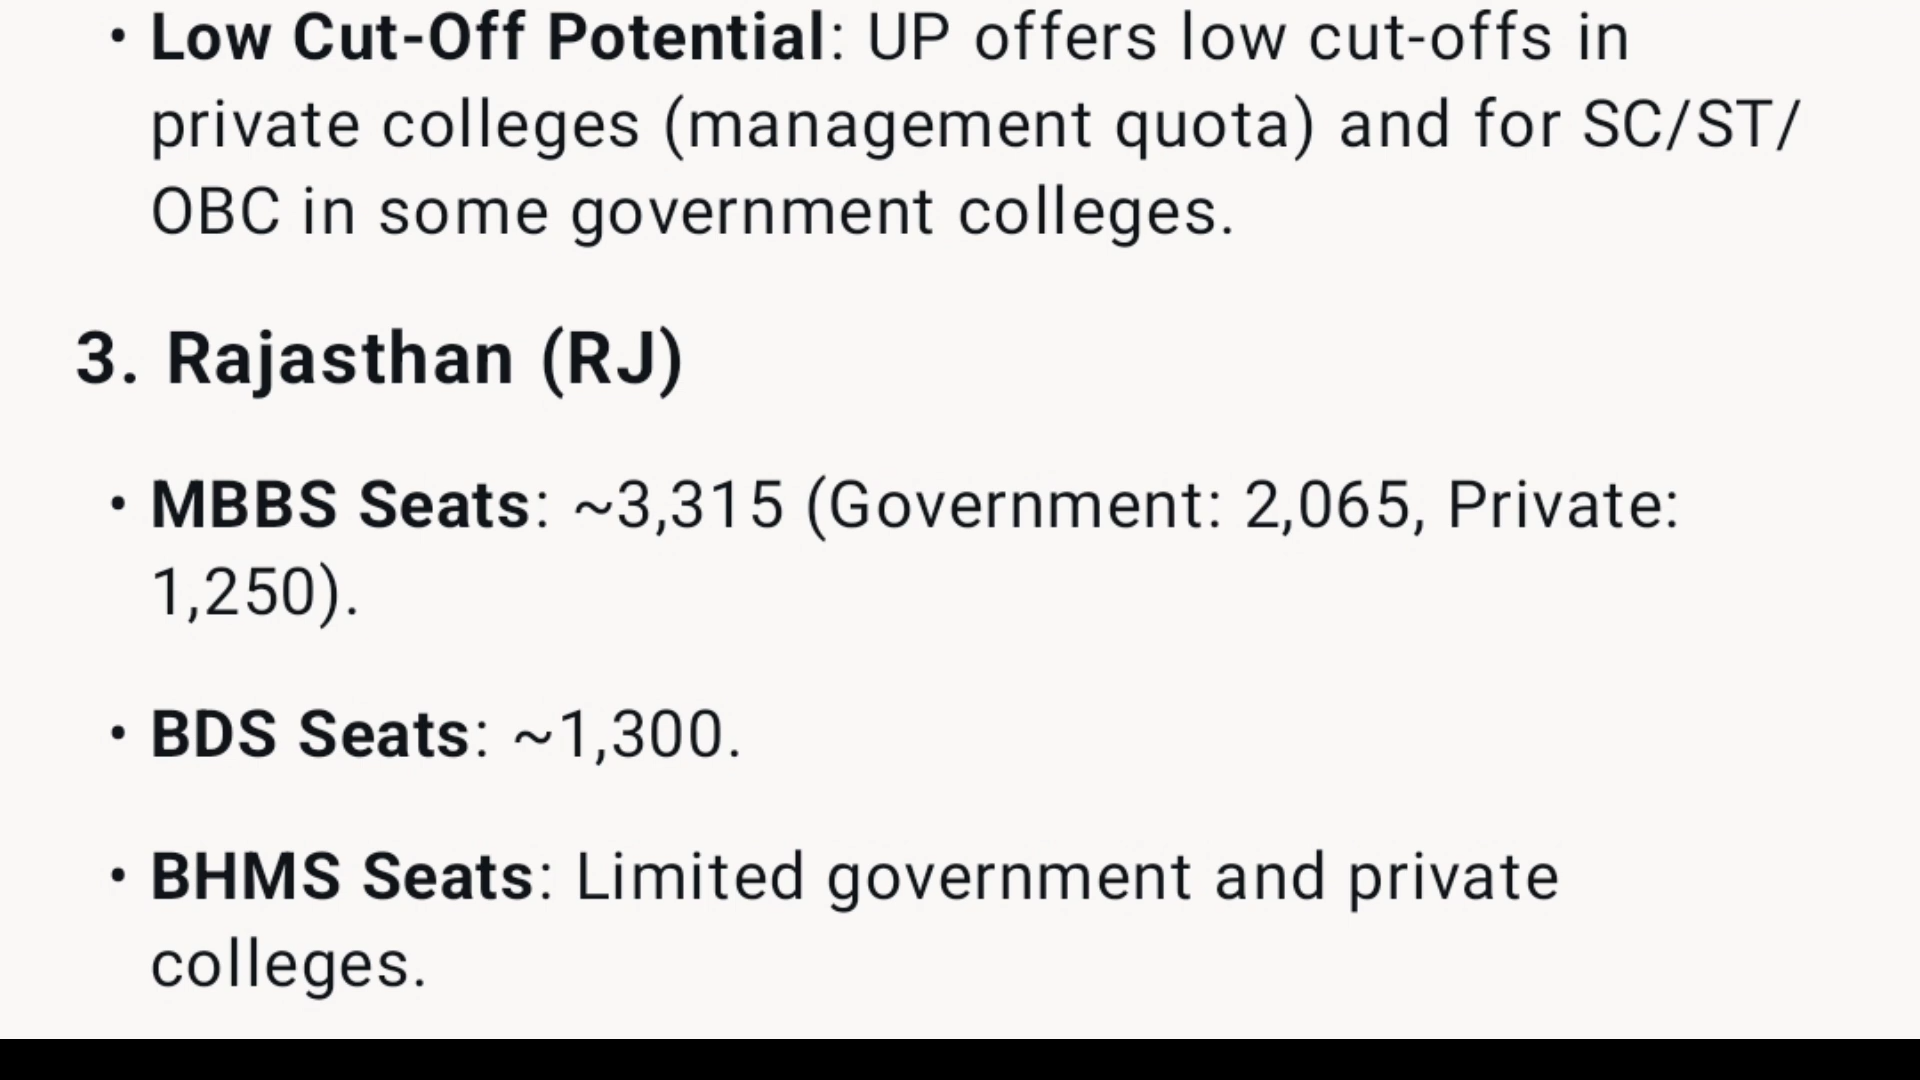 • Low Cut-Off Potential: UP offers low cut-offs in
private colleges (management quota) and for SC/ST/
OBC in some government colleges.
3. Rajasthan (RJ)
• MBBS Seats: ~3,315 (Government: 2,065, Private:
1,250).
• BDS Seats: ~1,300.
• BHMS Seats: Limited government and private
colleges.